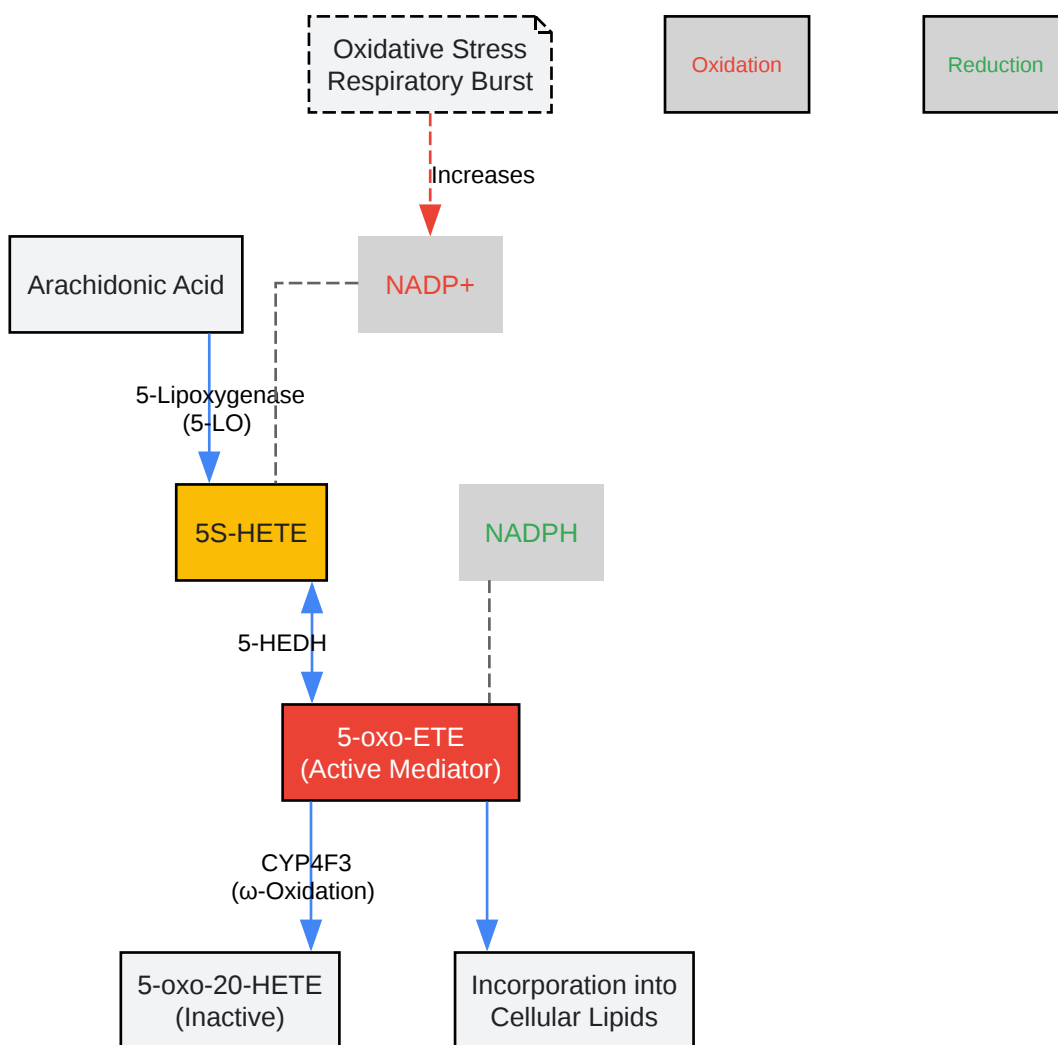 Oxidative Stress
Respiratory Burst
Oxidation
Reduction
Increases
Arachidonic Acid
NADP+
5-Lipoxygenase
(5-LO)
5S-HETE
NADPH
5-HEDH
5-oxo-ETE
(Active Mediator)
CYP4F3
(ω-Oxidation)
5-oxo-20-HETE
(Inactive)
Incorporation into
Cellular Lipids